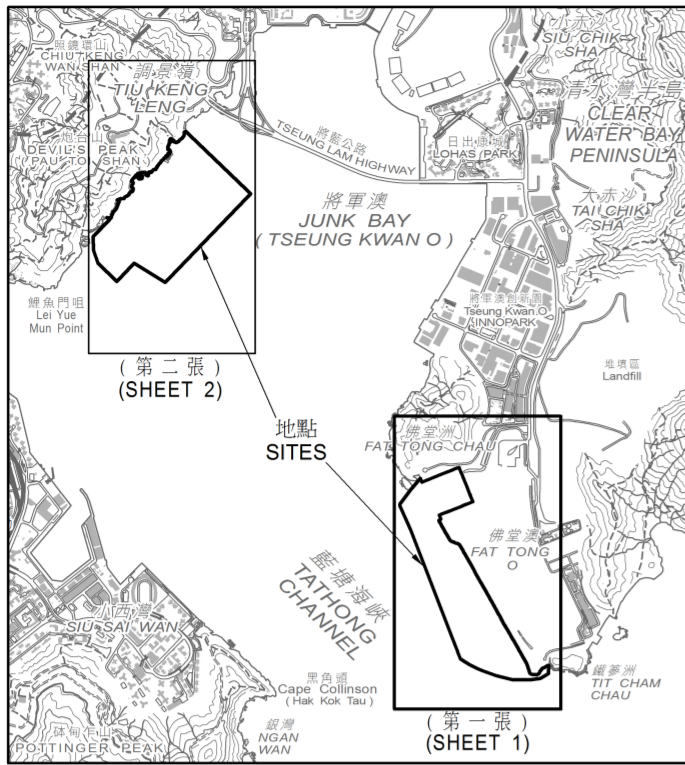 小赤沙
SIU CHIK
SHA
照鏡環山
CHIU KENG
WAN SHAN
調景嶺
TIU KENG
LENG
清水灣半島
CLEAR
WATER BAY
PENINSULA
炮台山
DEVIL'S PEAK
(PAU TOI SHAN)
將藍公路
TSEUNG LAM HIGHWAY
日出康城
LOHAS PARK
將軍澳
JUNK BAY
( TSEUNG KWAN O )
大赤沙
TAI CHIK
SHA
鯉魚門咀
Lei Yue
Mun Point
將軍澳創新園
Tseung Kwan O
INNOPARK
堆填區
Landfill
( 第二張 )
(SHEET 2)
地點
SITES
佛堂洲
FAT TONG CHAU
佛堂澳
FAT TONG
O
藍塘海峽
TATHONG
CHANNEL
小西灣
SIU SAI WAN
黑角頭
Cape Collinson
( Hak Kok Tau )
鐵篸洲
TIT CHAM
CHAU
銀灣
NGAN
WAN
砵甸乍山
POTTINGER PEAK
( 第一張 )
(SHEET 1)